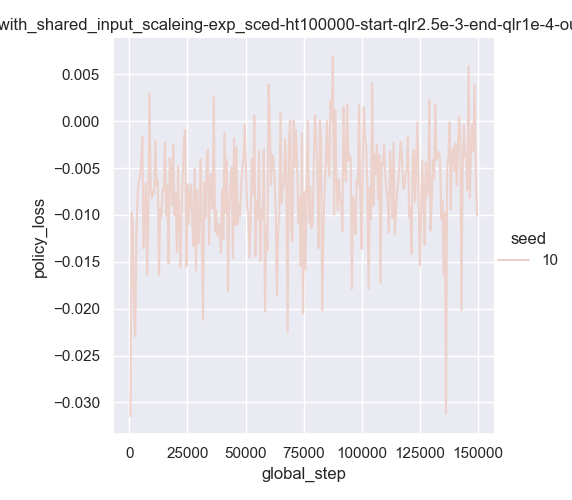 with_shared_input_scaleing-exp_sced-ht100000-start-qlr2.5e-3-end-qlr1e-4-ou
0.005
0.000
−0.005
−0.010
−0.015
−0.020
−0.025
−0.030
policy_loss
0 25000 50000 75000 100000 125000 150000
global_step
seed
10